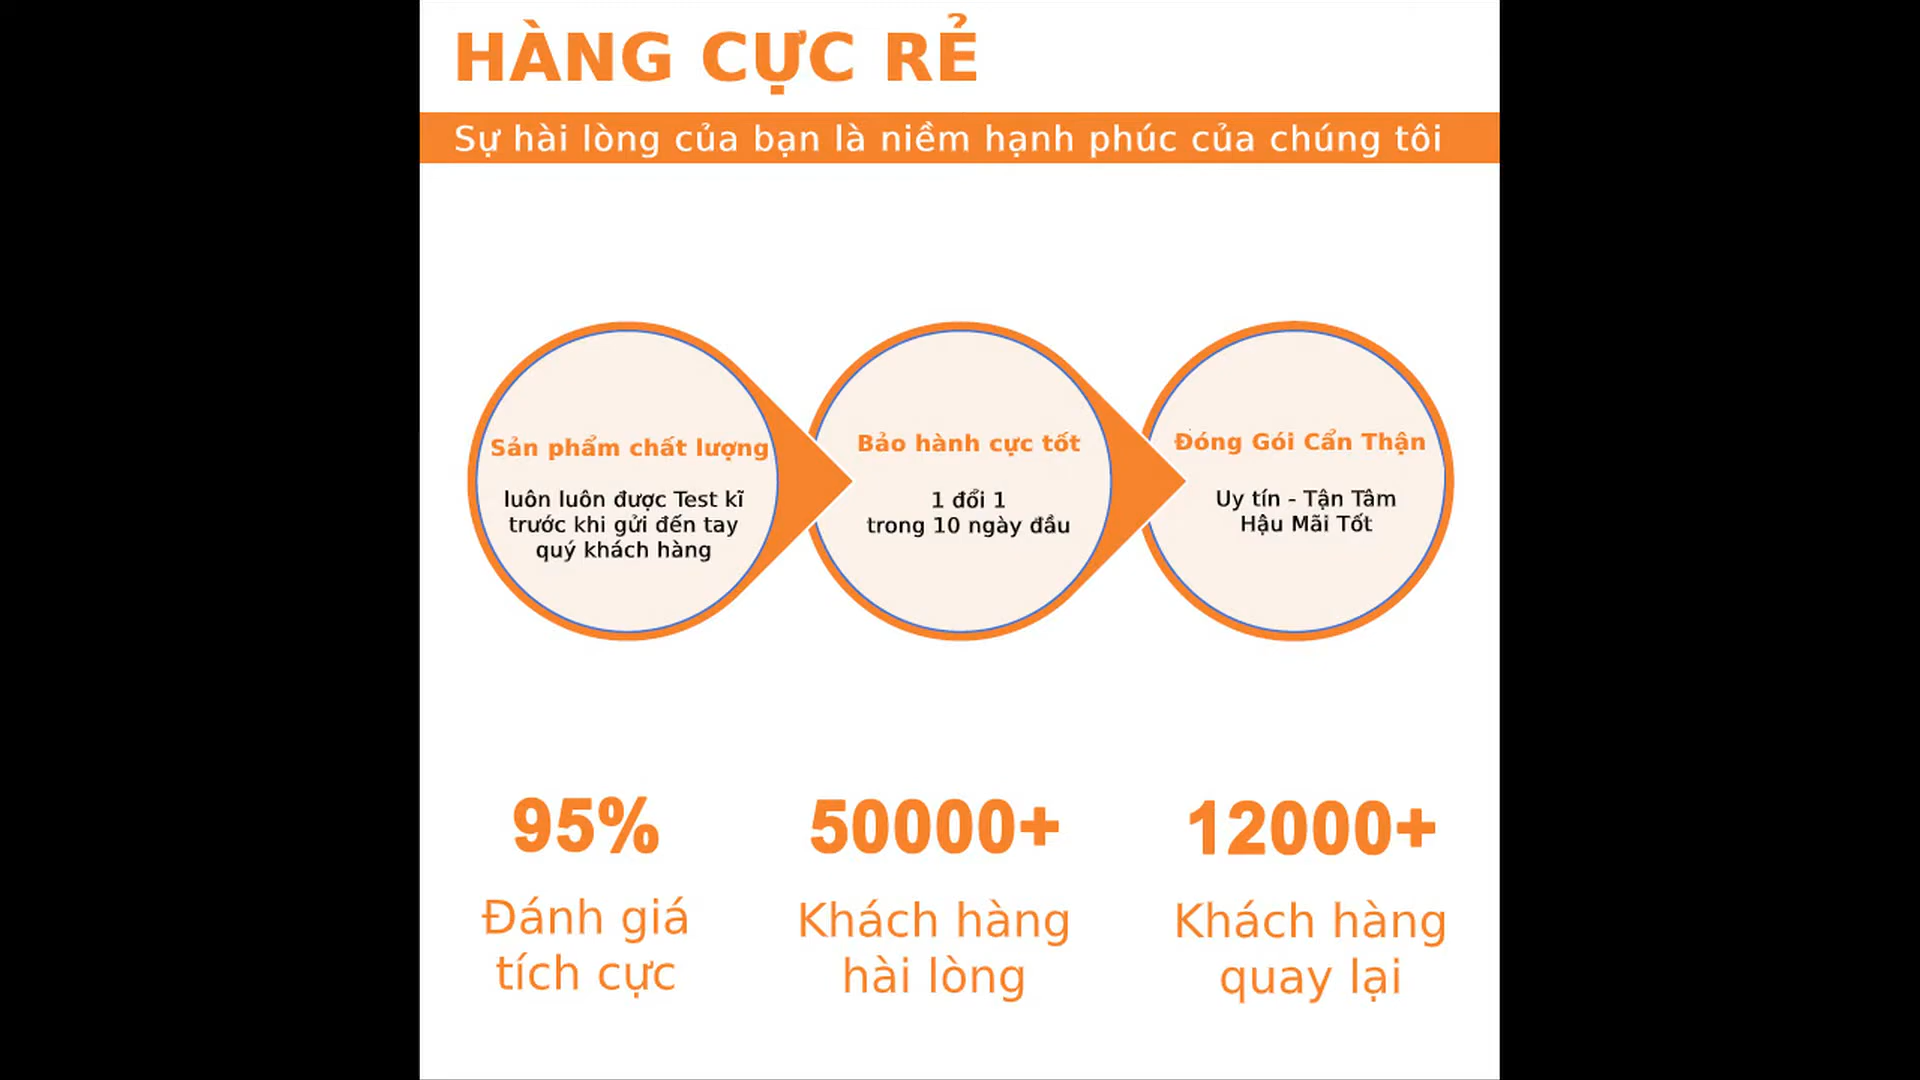 HÀNG CỰC RẺ
Sự hài lòng của bạn là niềm hạnh phúc của chúng tôi
Sản phẩm chất lượng
luôn luôn được Test kĩ
trước khi gửi đến tay
quý khách hàng
Bảo hành cực tốt
1 đổi 1
trong 10 ngày đầu
Đóng Gói Cẩn Thận
Uy tín - Tận Tâm
Hậu Mãi Tốt
95%
Đánh giá
tích cực
50000+
Khách hàng
hài lòng
12000+
Khách hàng
quay lại